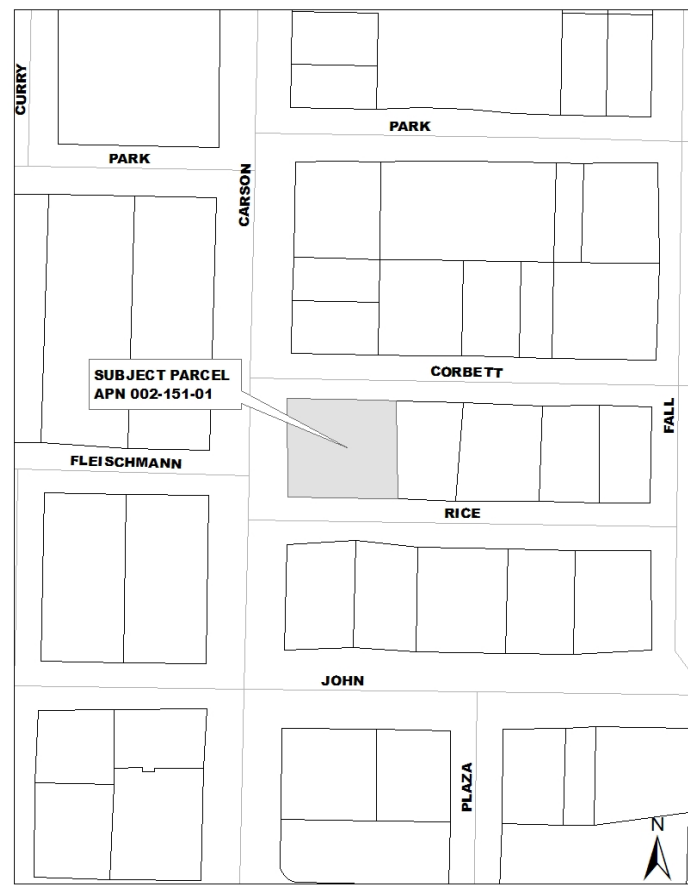 CURRY
PARK
PARK
CARSON
SUBJECT PARCEL
APN 002-151-01
CORBETT
FALL
FLEISCHMANN
RICE
JOHN
PLAZA
N